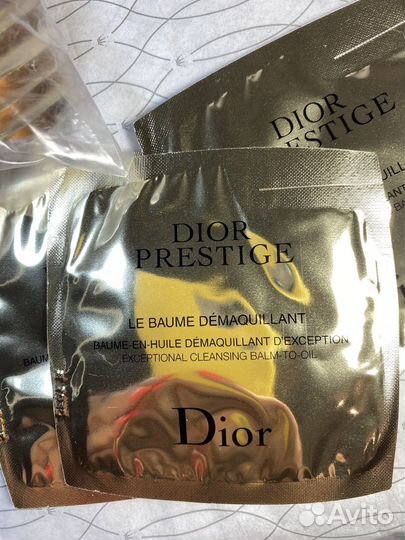 DIOR
PRESTIGE
LE BAUME DÉMAQUILLANT
BAUME-EN-HUILE DÉMAQUILLANT D'EXCEPTION
EXCEPTIONAL CLEANSING BALM-TO-OIL
Dior
DIOR
PRESTIGE
BAUME
Avito